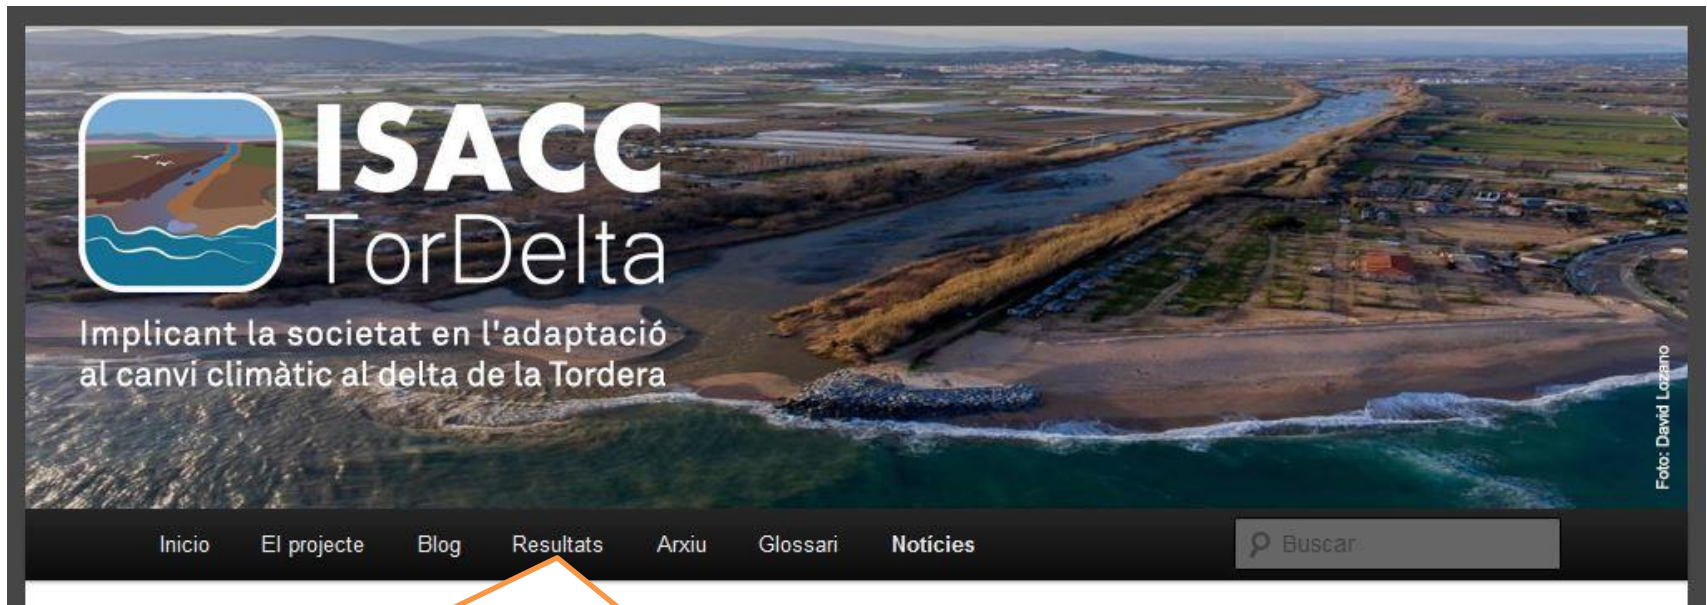 ISACC
TorDelta
Implicant la societat en l'adaptació
al canvi climàtic al delta de la Tordera
Foto: David Lozano
Inicio El projecte Blog Resultats Arxiu Glossari Notícies Buscar